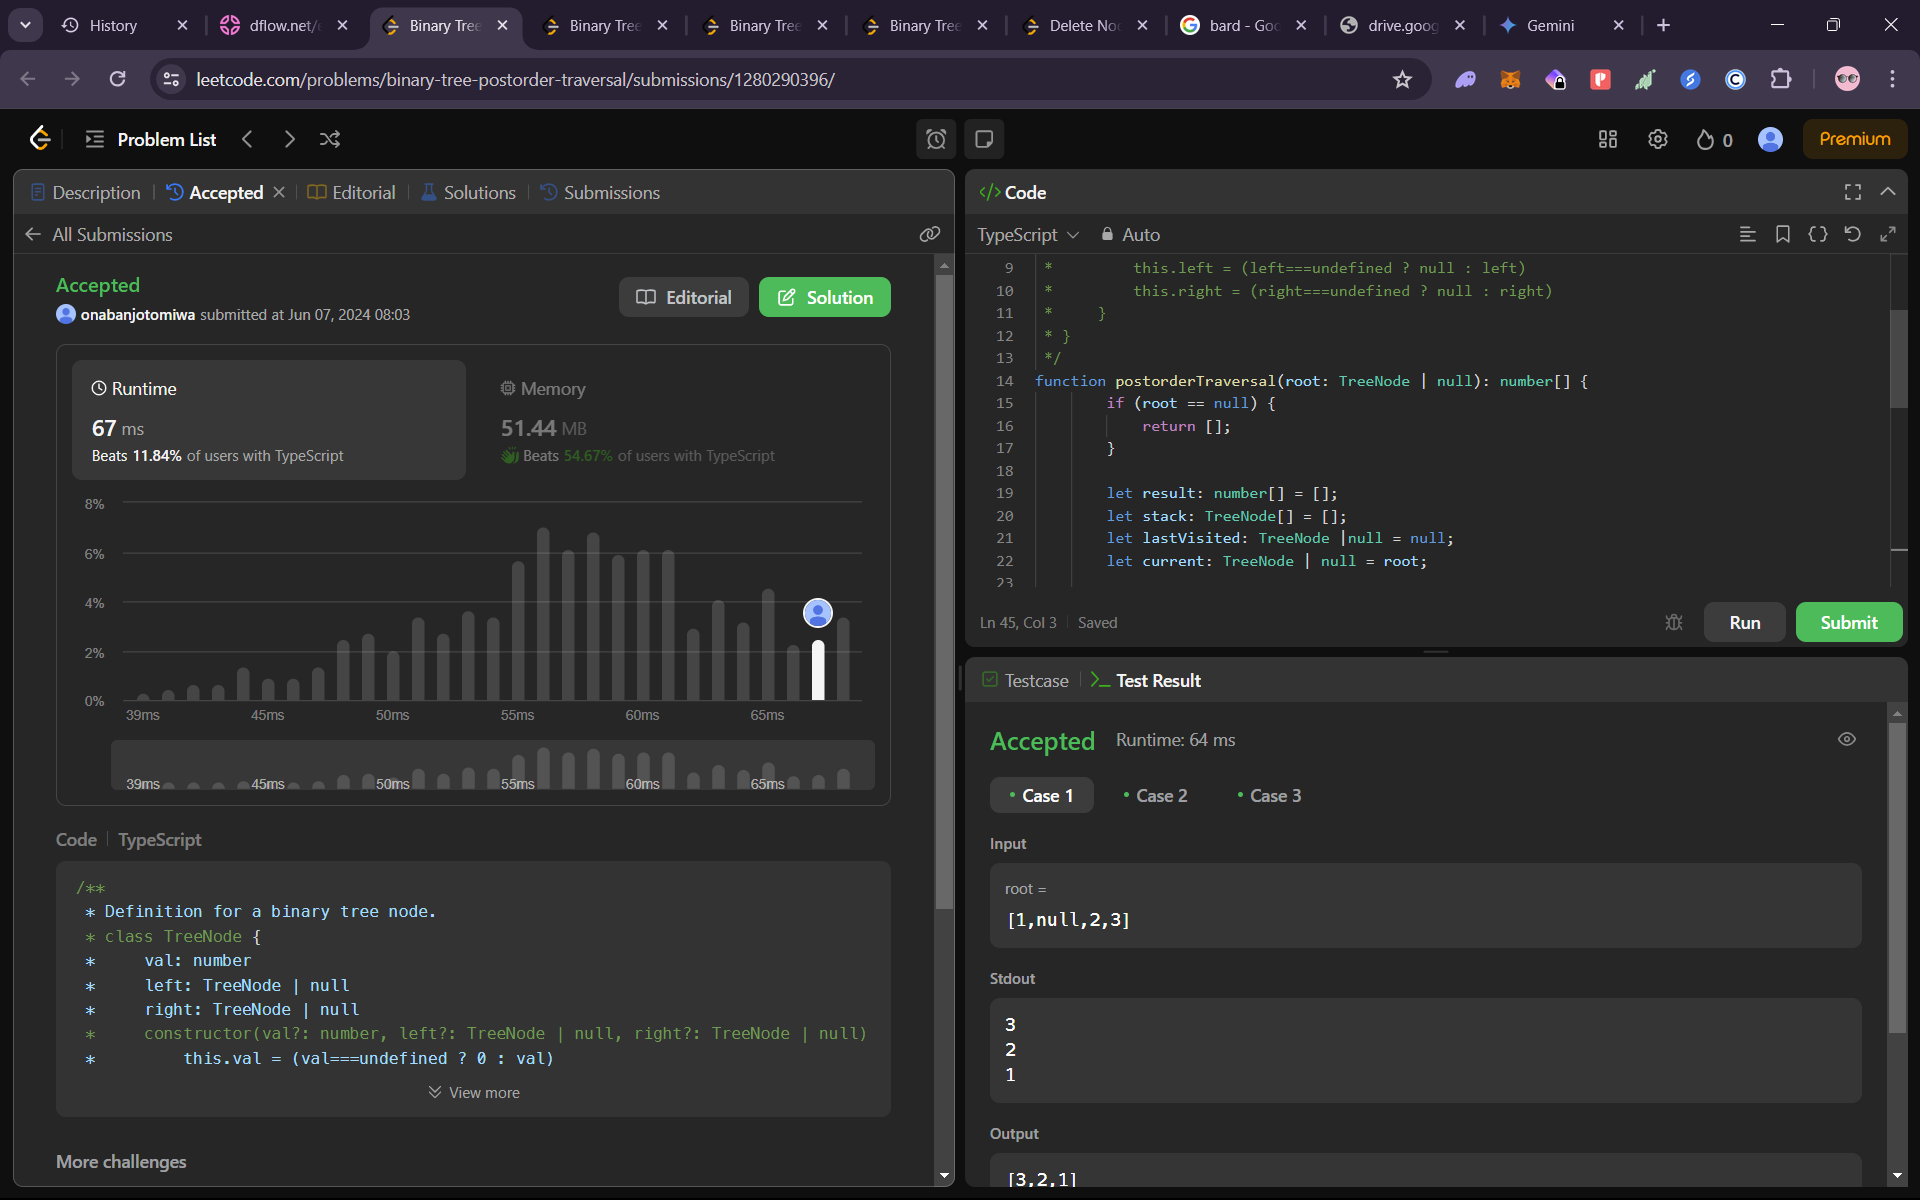 History
dflow.net/
Binary Tree
Binary Tree
Binary Tree
Binary Tree
Delete No
bard - Go
drive.goog
Gemini
leetcode.com/problems/binary-tree-postorder-traversal/submissions/1280290396/
Problem List
0
Premium
Description
Accepted
Editorial
Solutions
Submissions
All Submissions
Accepted
onabanjotomiwa submitted at Jun 07, 2024 08:03
Editorial
Solution
Runtime
67 ms
Beats 11.84% of users with TypeScript
Memory
51.44 MB
Beats 54.67% of users with TypeScript
8%
6%
4%
2%
0%
39ms 45ms 50ms 55ms 60ms 65ms
39ms 45ms 50ms 55ms 60ms 65ms
Code TypeScript
/**
* Definition for a binary tree node.
* class TreeNode {
*     val: number
*     left: TreeNode | null
*     right: TreeNode | null
*     constructor(val?: number, left?: TreeNode | null, right?: TreeNode | null)
*         this.val = (val===undefined ? 0 : val)
View more
More challenges
</> Code
TypeScript
Auto
9 *         this.left = (left===undefined ? null : left)
10 *         this.right = (right===undefined ? null : right)
11 *     }
12 * }
13 */
14 function postorderTraversal(root: TreeNode | null): number[] {
15 if (root == null) {
16 return [];
17 }
18
19 let result: number[] = [];
20 let stack: TreeNode[] = [];
21 let lastVisited: TreeNode |null = null;
22 let current: TreeNode | null = root;
23
Ln 45, Col 3 Saved
Run
Submit
Testcase
Test Result
Accepted Runtime: 64 ms
• Case 1 • Case 2 • Case 3
Input
root =
[1,null,2,3]
Stdout
3
2
1
Output
[3,2,1]